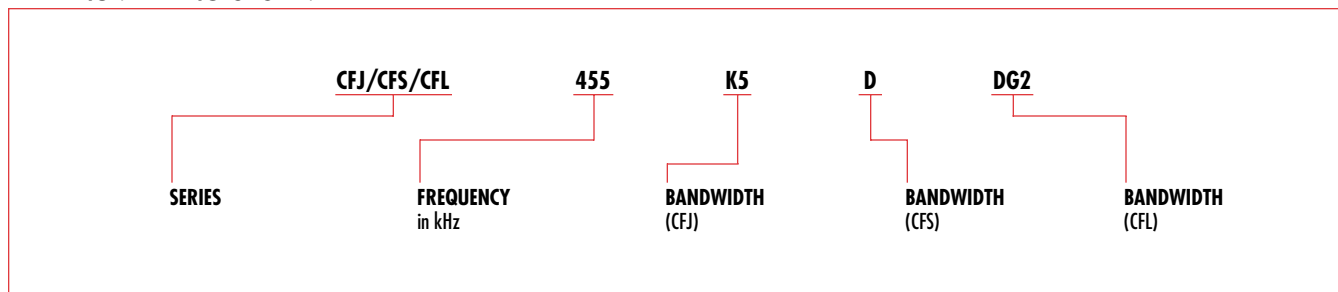 CFJ/CFS/CFL 455 K5 D DG2
SERIES FREQUENCY BANDWIDTH BANDWIDTH BANDWIDTH
in kHz (CFJ) (CFS) (CFL)